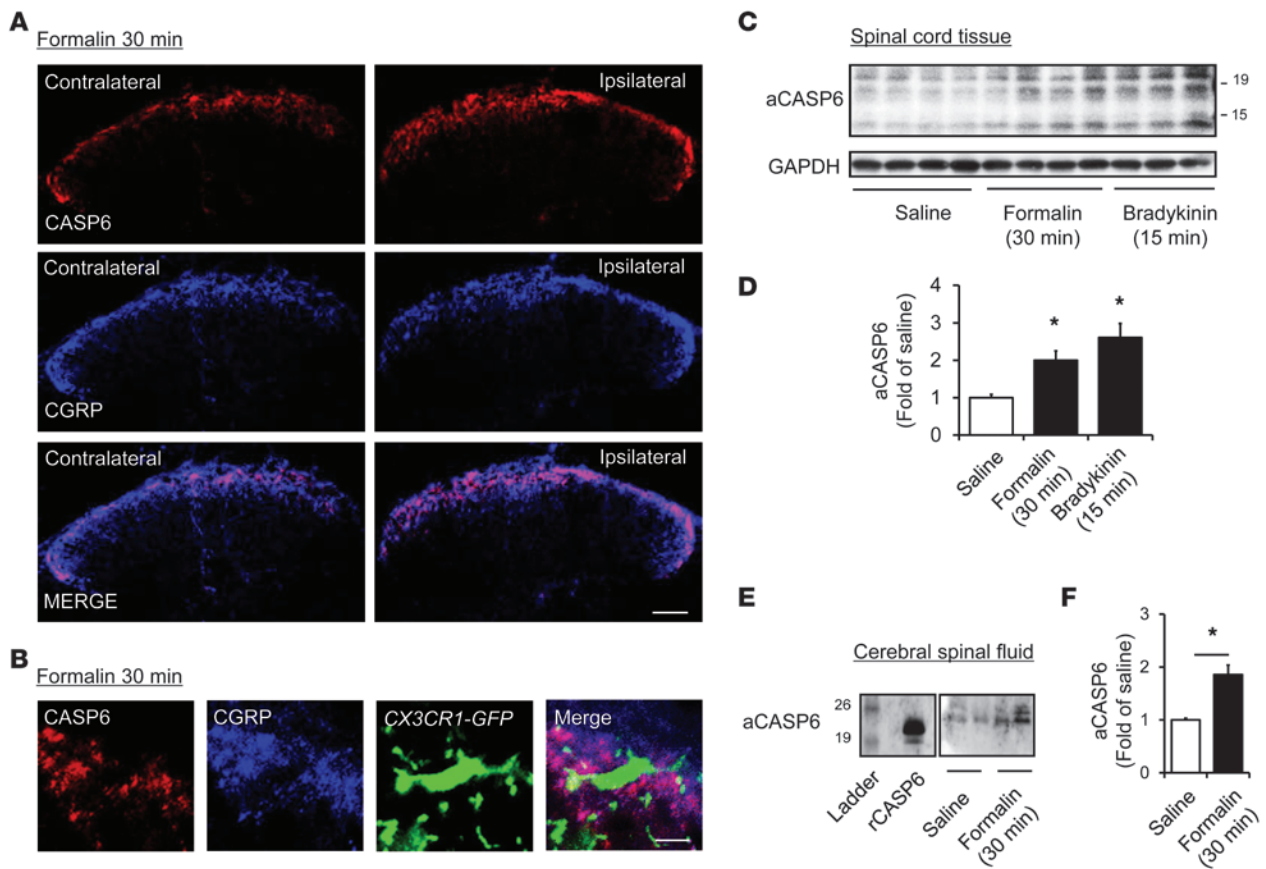 A
Formalin 30 min
Contralateral
Ipsilateral
CASP6
Contralateral
Ipsilateral
CGRP
Contralateral
Ipsilateral
MERGE
B
Formalin 30 min
CASP6
CGRP
CX3CR1-GFP
Merge
C
Spinal cord tissue
aCASP6
- 19
- 15
GAPDH
Saline
Formalin
(30 min)
Bradykinin
(15 min)
D
aCASP6
(Fold of saline)
4
3
2
1
0
*
*
Saline
Formalin
(30 min)
Bradykinin
(15 min)
E
Cerebral spinal fluid
aCASP6
26
19
Ladder
rCASP6
Saline
Formalin
(30 min)
F
aCASP6
(Fold of saline)
3
2
1
0
*
Saline
Formalin
(30 min)